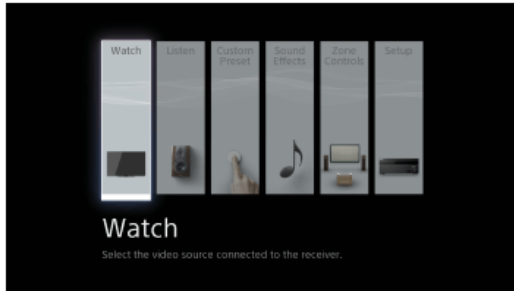 Watch
Listen
Custom
Preset
Sound
Effects
Zone
Controls
Setup
Watch
Select the video source connected to the receiver.